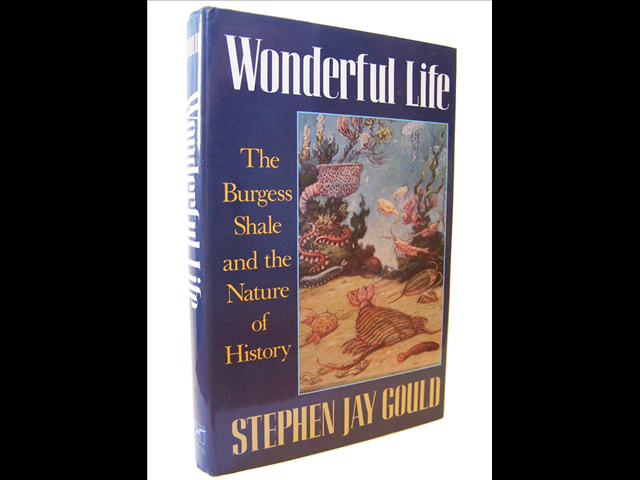 Wonderful Life
The
Burgess
Shale
and the
Nature
of
History
STEPHEN JAY GOULD
Wonderful Life